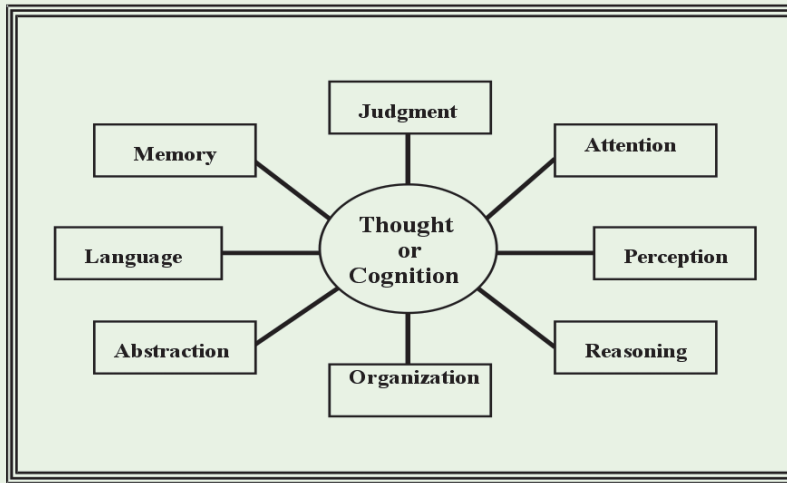 Judgment
Memory
Attention
Thought
or
Cognition
Language
Perception
Abstraction
Reasoning
Organization